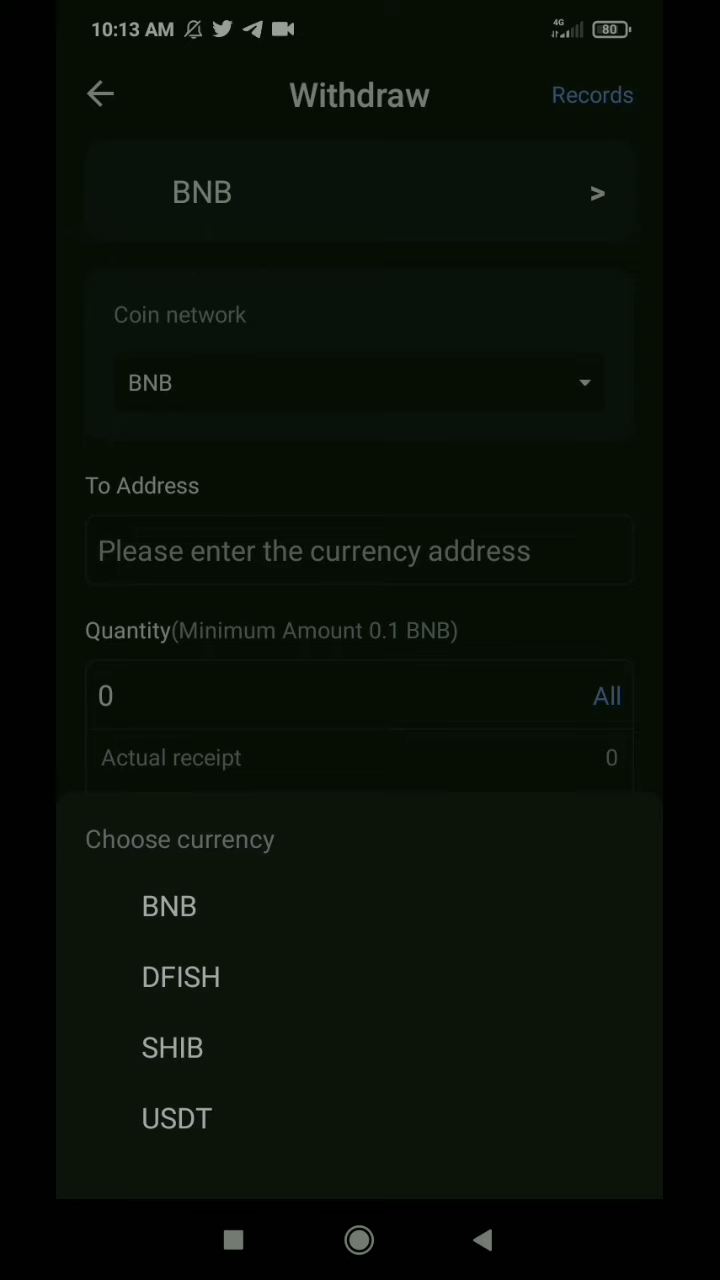 10:13 AM 4G 80
Withdraw Records
BNB >
Coin network
BNB
To Address
Please enter the currency address
Quantity(Minimum Amount 0.1 BNB)
0 All
Actual receipt 0
Choose currency
BNB
DFISH
SHIB
USDT